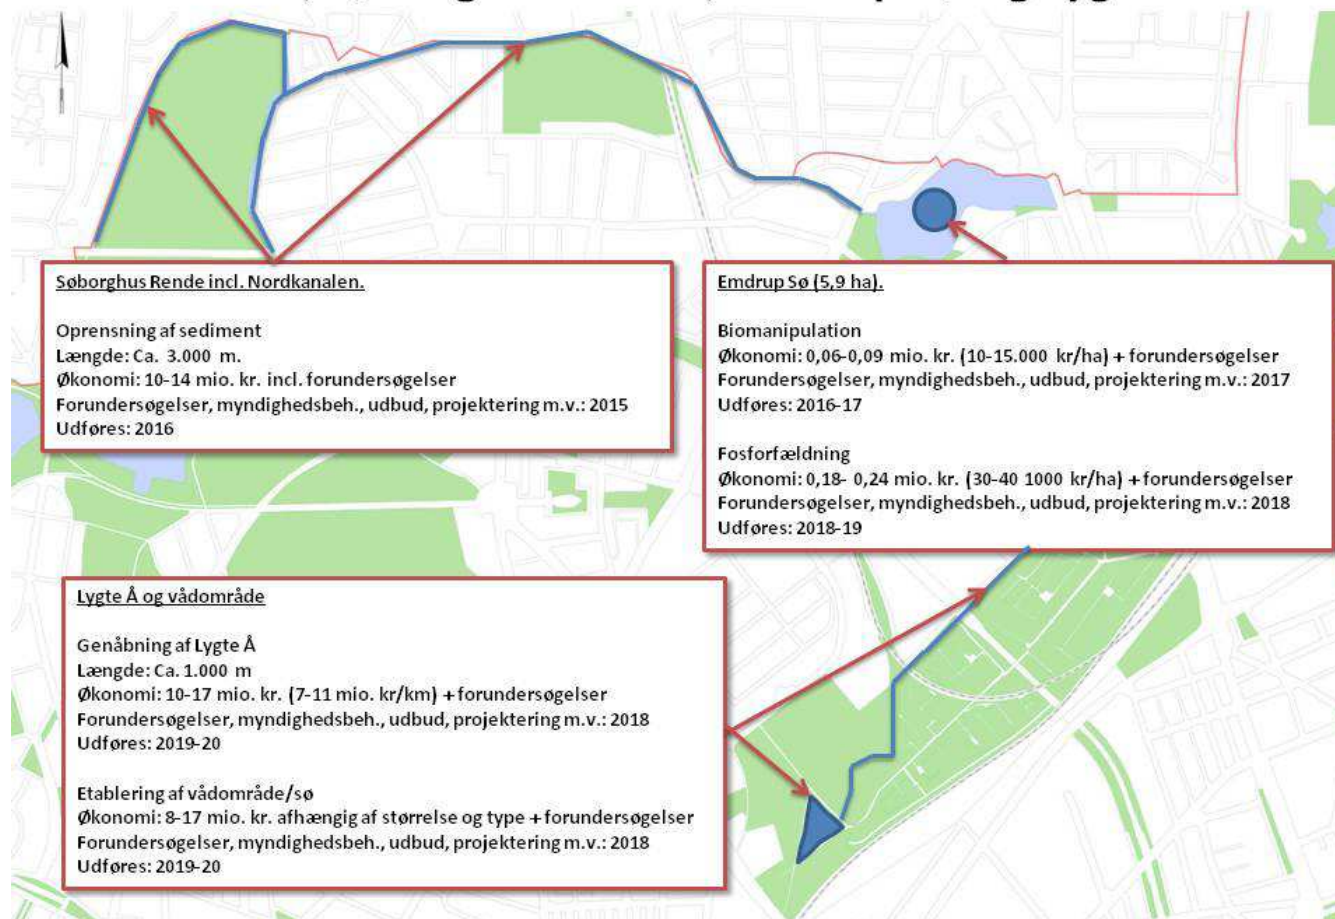 Søborghus Rende incl. Nordkanalen.
Oprensning af sediment
Længde: Ca. 3.000 m.
Økonomi: 10-14 mio. kr. incl. forundersøgelser
Forundersøgelser, myndighedsbeh., udbud, projektering m.v.: 2015
Udføres: 2016
Emdrup Sø (5,9 ha).
Biomanipulation
Økonomi: 0,06-0,09 mio. kr. (10-15.000 kr/ha) + forundersøgelser
Forundersøgelser, myndighedsbeh., udbud, projektering m.v.: 2017
Udføres: 2016-17
Fosforfældning
Økonomi: 0,18- 0,24 mio. kr. (30-40 1000 kr/ha) + forundersøgelser
Forundersøgelser, myndighedsbeh., udbud, projektering m.v.: 2018
Udføres: 2018-19
Lygte Å og vådområde
Genåbning af Lygte Å
Længde: Ca. 1.000 m
Økonomi: 10-17 mio. kr. (7-11 mio. kr/km) + forundersøgelser
Forundersøgelser, myndighedsbeh., udbud, projektering m.v.: 2018
Udføres: 2019-20
Etablering af vådområde/sø
Økonomi: 8-17 mio. kr. afhængig af størrelse og type + forundersøgelser
Forundersøgelser, myndighedsbeh., udbud, projektering m.v.: 2018
Udføres: 2019-20